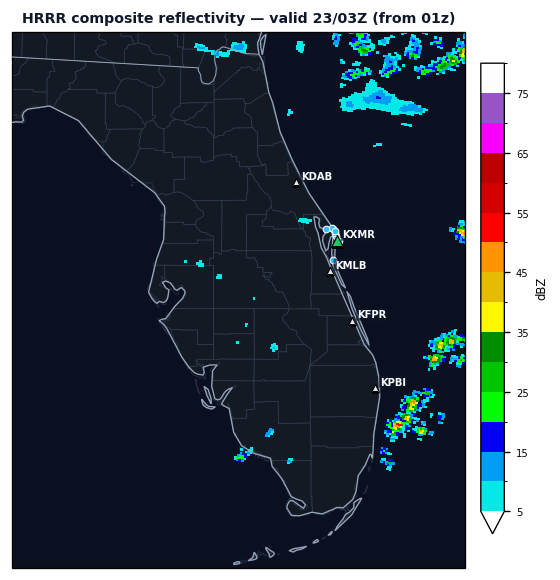 HRRR composite reflectivity — valid 23/03Z (from 01z)
75
KDAB
65
KXMR
55
KMLB
45
dBZ
KFPR
35
KPBI
25
15
5